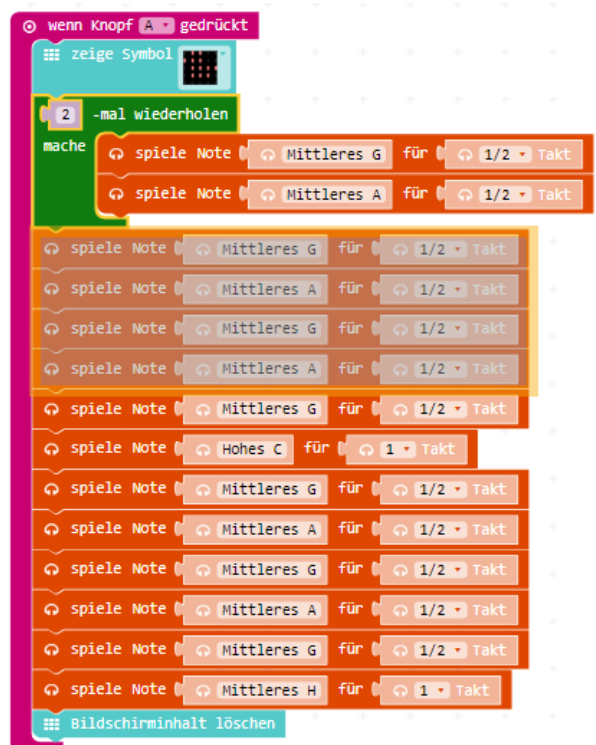 wenn Knopf A gedrückt
zeige Symbol
2 -mal wiederholen
mache
spiele Note Mittleres G für 1/2 Takt
spiele Note Mittleres A für 1/2 Takt
spiele Note Mittleres G für 1/2 Takt
spiele Note Mittleres A für 1/2 Takt
spiele Note Mittleres G für 1/2 Takt
spiele Note Mittleres A für 1/2 Takt
spiele Note Mittleres G für 1/2 Takt
spiele Note Hohes C für 1 Takt
spiele Note Mittleres G für 1/2 Takt
spiele Note Mittleres A für 1/2 Takt
spiele Note Mittleres G für 1/2 Takt
spiele Note Mittleres A für 1/2 Takt
spiele Note Mittleres G für 1/2 Takt
spiele Note Mittleres H für 1 Takt
Bildschirminhalt löschen